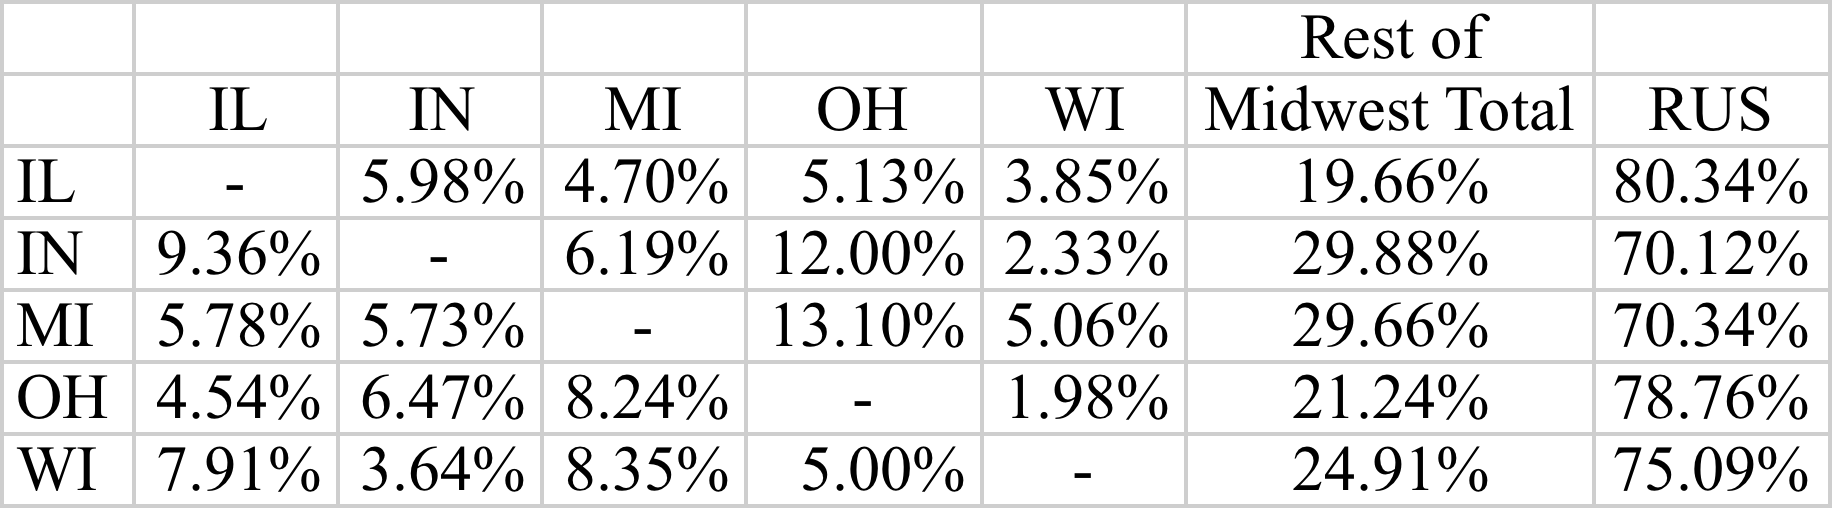 Rest of
IL IN MI OH WI Midwest Total RUS
IL - 5.98% 4.70% 5.13% 3.85% 19.66% 80.34%
IN 9.36% - 6.19% 12.00% 2.33% 29.88% 70.12%
MI 5.78% 5.73% - 13.10% 5.06% 29.66% 70.34%
OH 4.54% 6.47% 8.24% - 1.98% 21.24% 78.76%
WI 7.91% 3.64% 8.35% 5.00% - 24.91% 75.09%